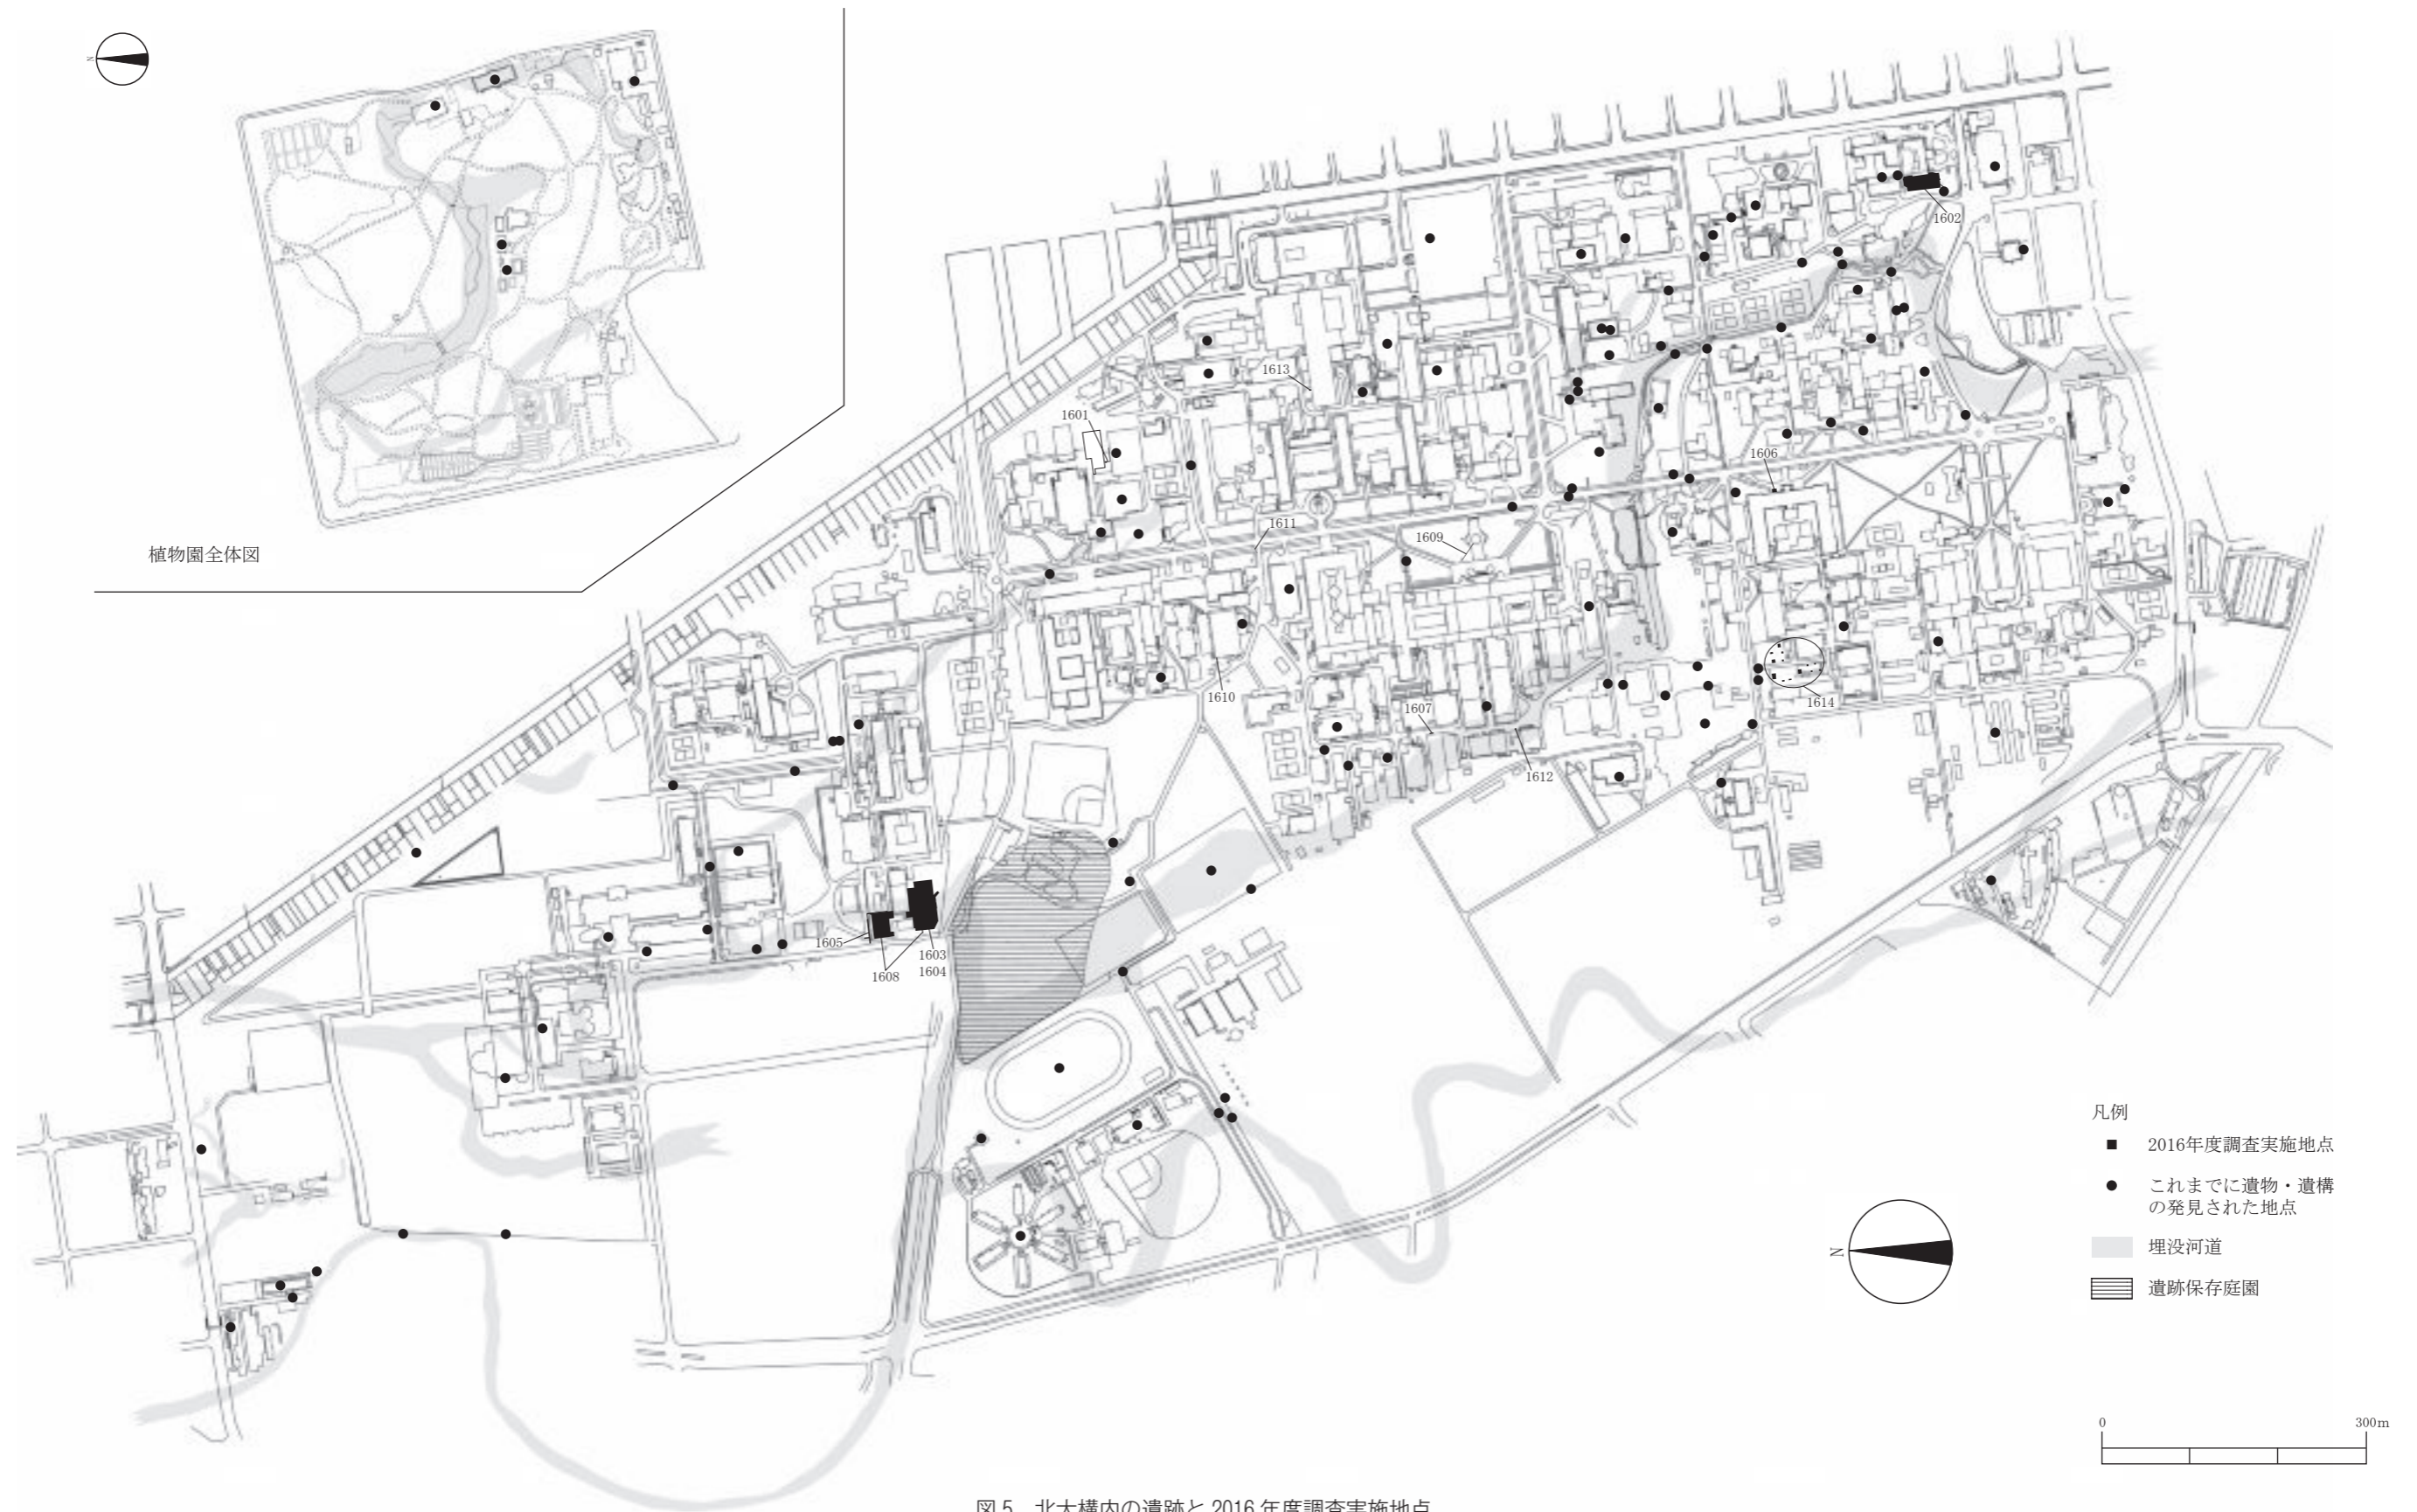 N
植物園全体図
1602
1613
1601
1606
1611
1609
1610
1614
1607
1612
1605
1603
1604
1608
凡例
2016年度調査実施地点
これまでに遺物・遺構
の発見された地点
埋没河道
遺跡保存庭園
N
0
300m
図5 北大構内の遺跡と2016年度調査実施地点